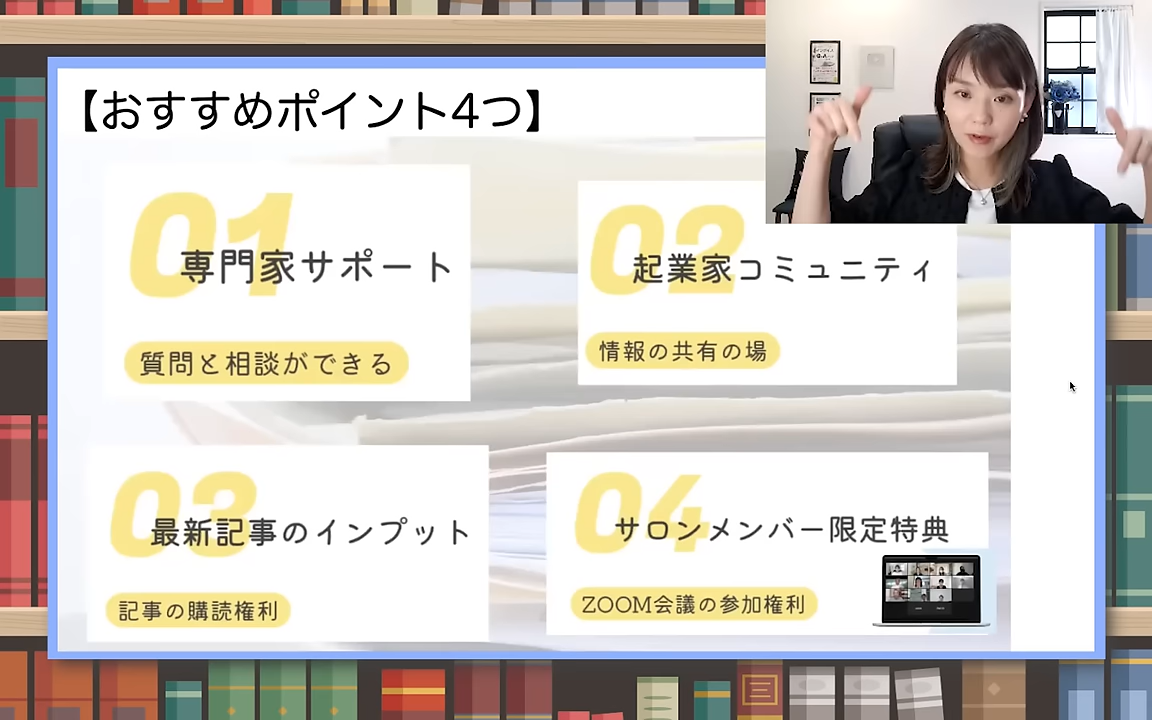 【おすすめポイント4つ】
01
専門家サポート
質問と相談ができる
02
起業家コミュニティ
情報の共有の場
03
最新記事のインプット
記事の購読権利
04
サロンメンバー限定特典
ZOOM会議の参加権利